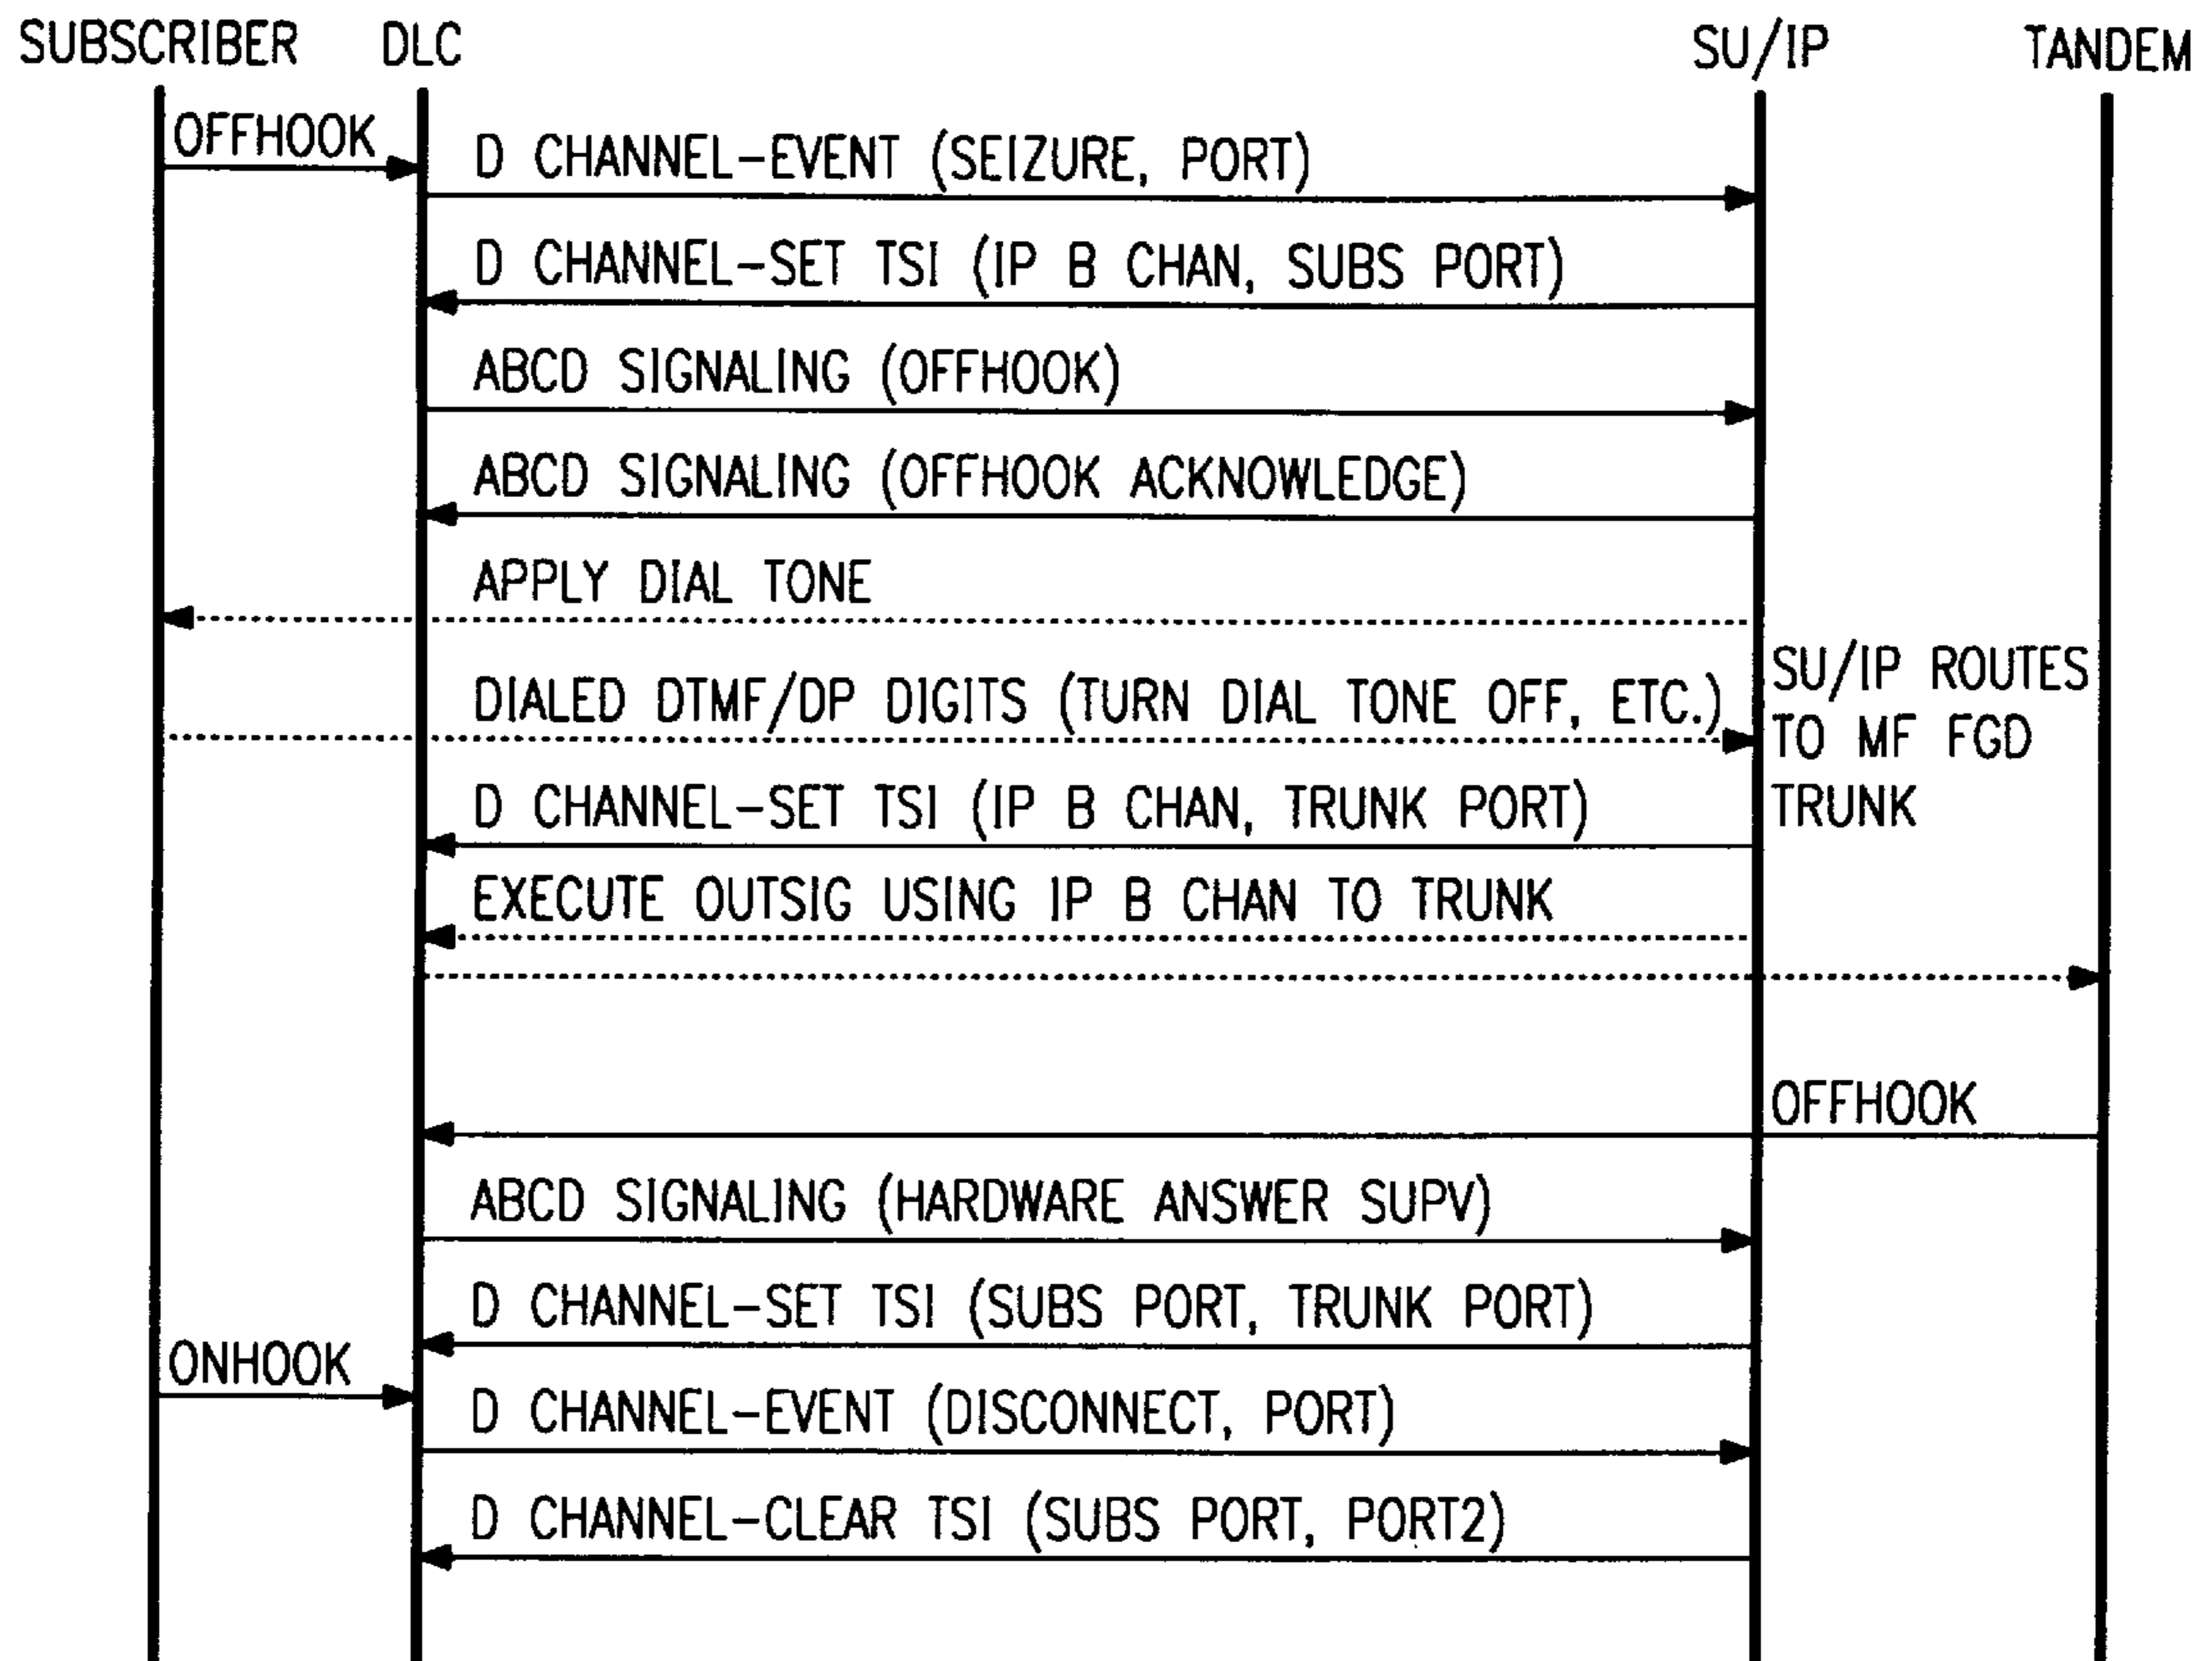 SUBSCRIBER DLC SU/IP TANDEM
OFFHOOK
D CHANNEL-EVENT (SEIZURE, PORT)
D CHANNEL-SET TSI (IP B CHAN, SUBS PORT)
ABCD SIGNALING (OFFHOOK)
ABCD SIGNALING (OFFHOOK ACKNOWLEDGE)
APPLY DIAL TONE
DIALED DTMF/DP DIGITS (TURN DIAL TONE OFF, ETC.)
SU/IP ROUTES
TO MF FGD
TRUNK
D CHANNEL-SET TSI (IP B CHAN, TRUNK PORT)
EXECUTE OUTSIG USING IP B CHAN TO TRUNK
OFFHOOK
ABCD SIGNALING (HARDWARE ANSWER SUPV)
D CHANNEL-SET TSI (SUBS PORT, TRUNK PORT)
ONHOOK
D CHANNEL-EVENT (DISCONNECT, PORT)
D CHANNEL-CLEAR TSI (SUBS PORT, PORT2)